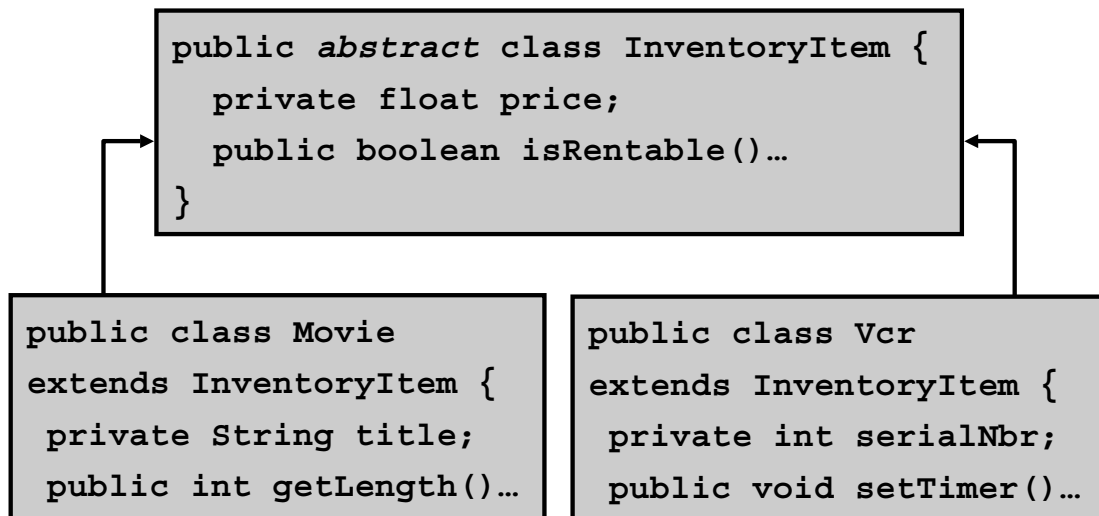 public abstract class InventoryItem {
private float price;
public boolean isRentable()…
}
public class Movie
extends InventoryItem {
private String title;
public int getLength()…
public class Vcr
extends InventoryItem {
private int serialNbr;
public void setTimer()…